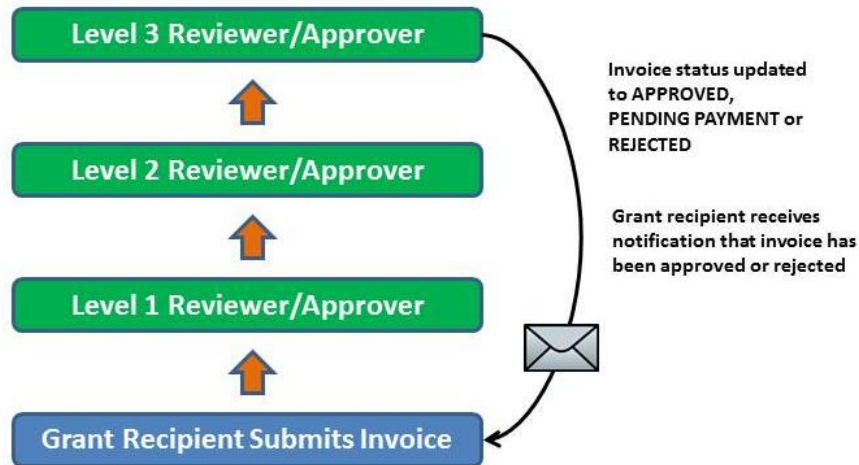 Level 3 Reviewer/Approver
Invoice status updated
to APPROVED,
PENDING PAYMENT or
REJECTED
Level 2 Reviewer/Approver
Grant recipient receives
notification that invoice has
been approved or rejected
Level 1 Reviewer/Approver
Grant Recipient Submits Invoice